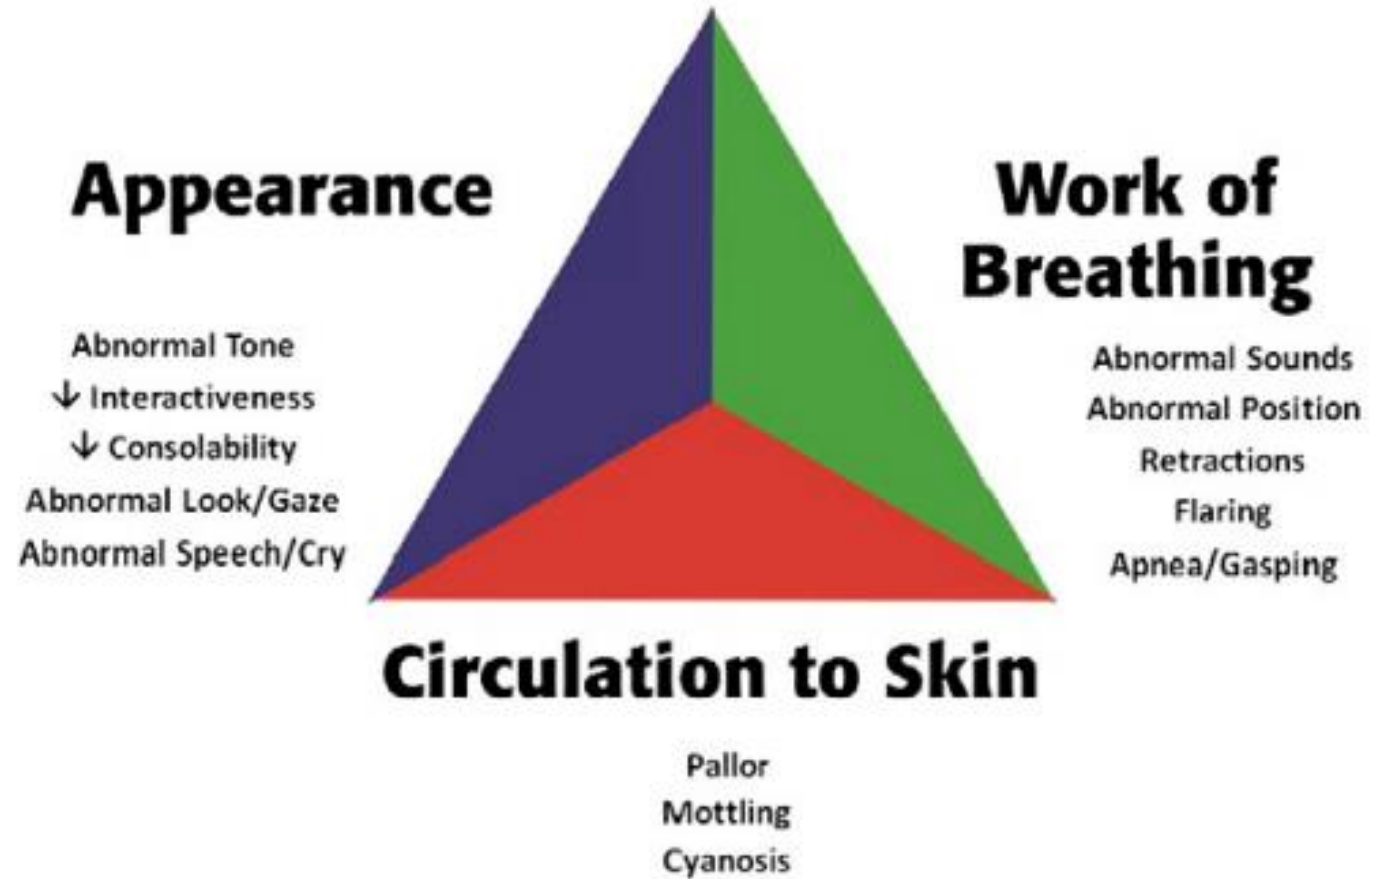 Appearance
Abnormal Tone
↓ Interactiveness
↓ Consolability
Abnormal Look/Gaze
Abnormal Speech/Cry
Work of
Breathing
Abnormal Sounds
Abnormal Position
Retractions
Flaring
Apnea/Gasping
Circulation to Skin
Pallor
Mottling
Cyanosis